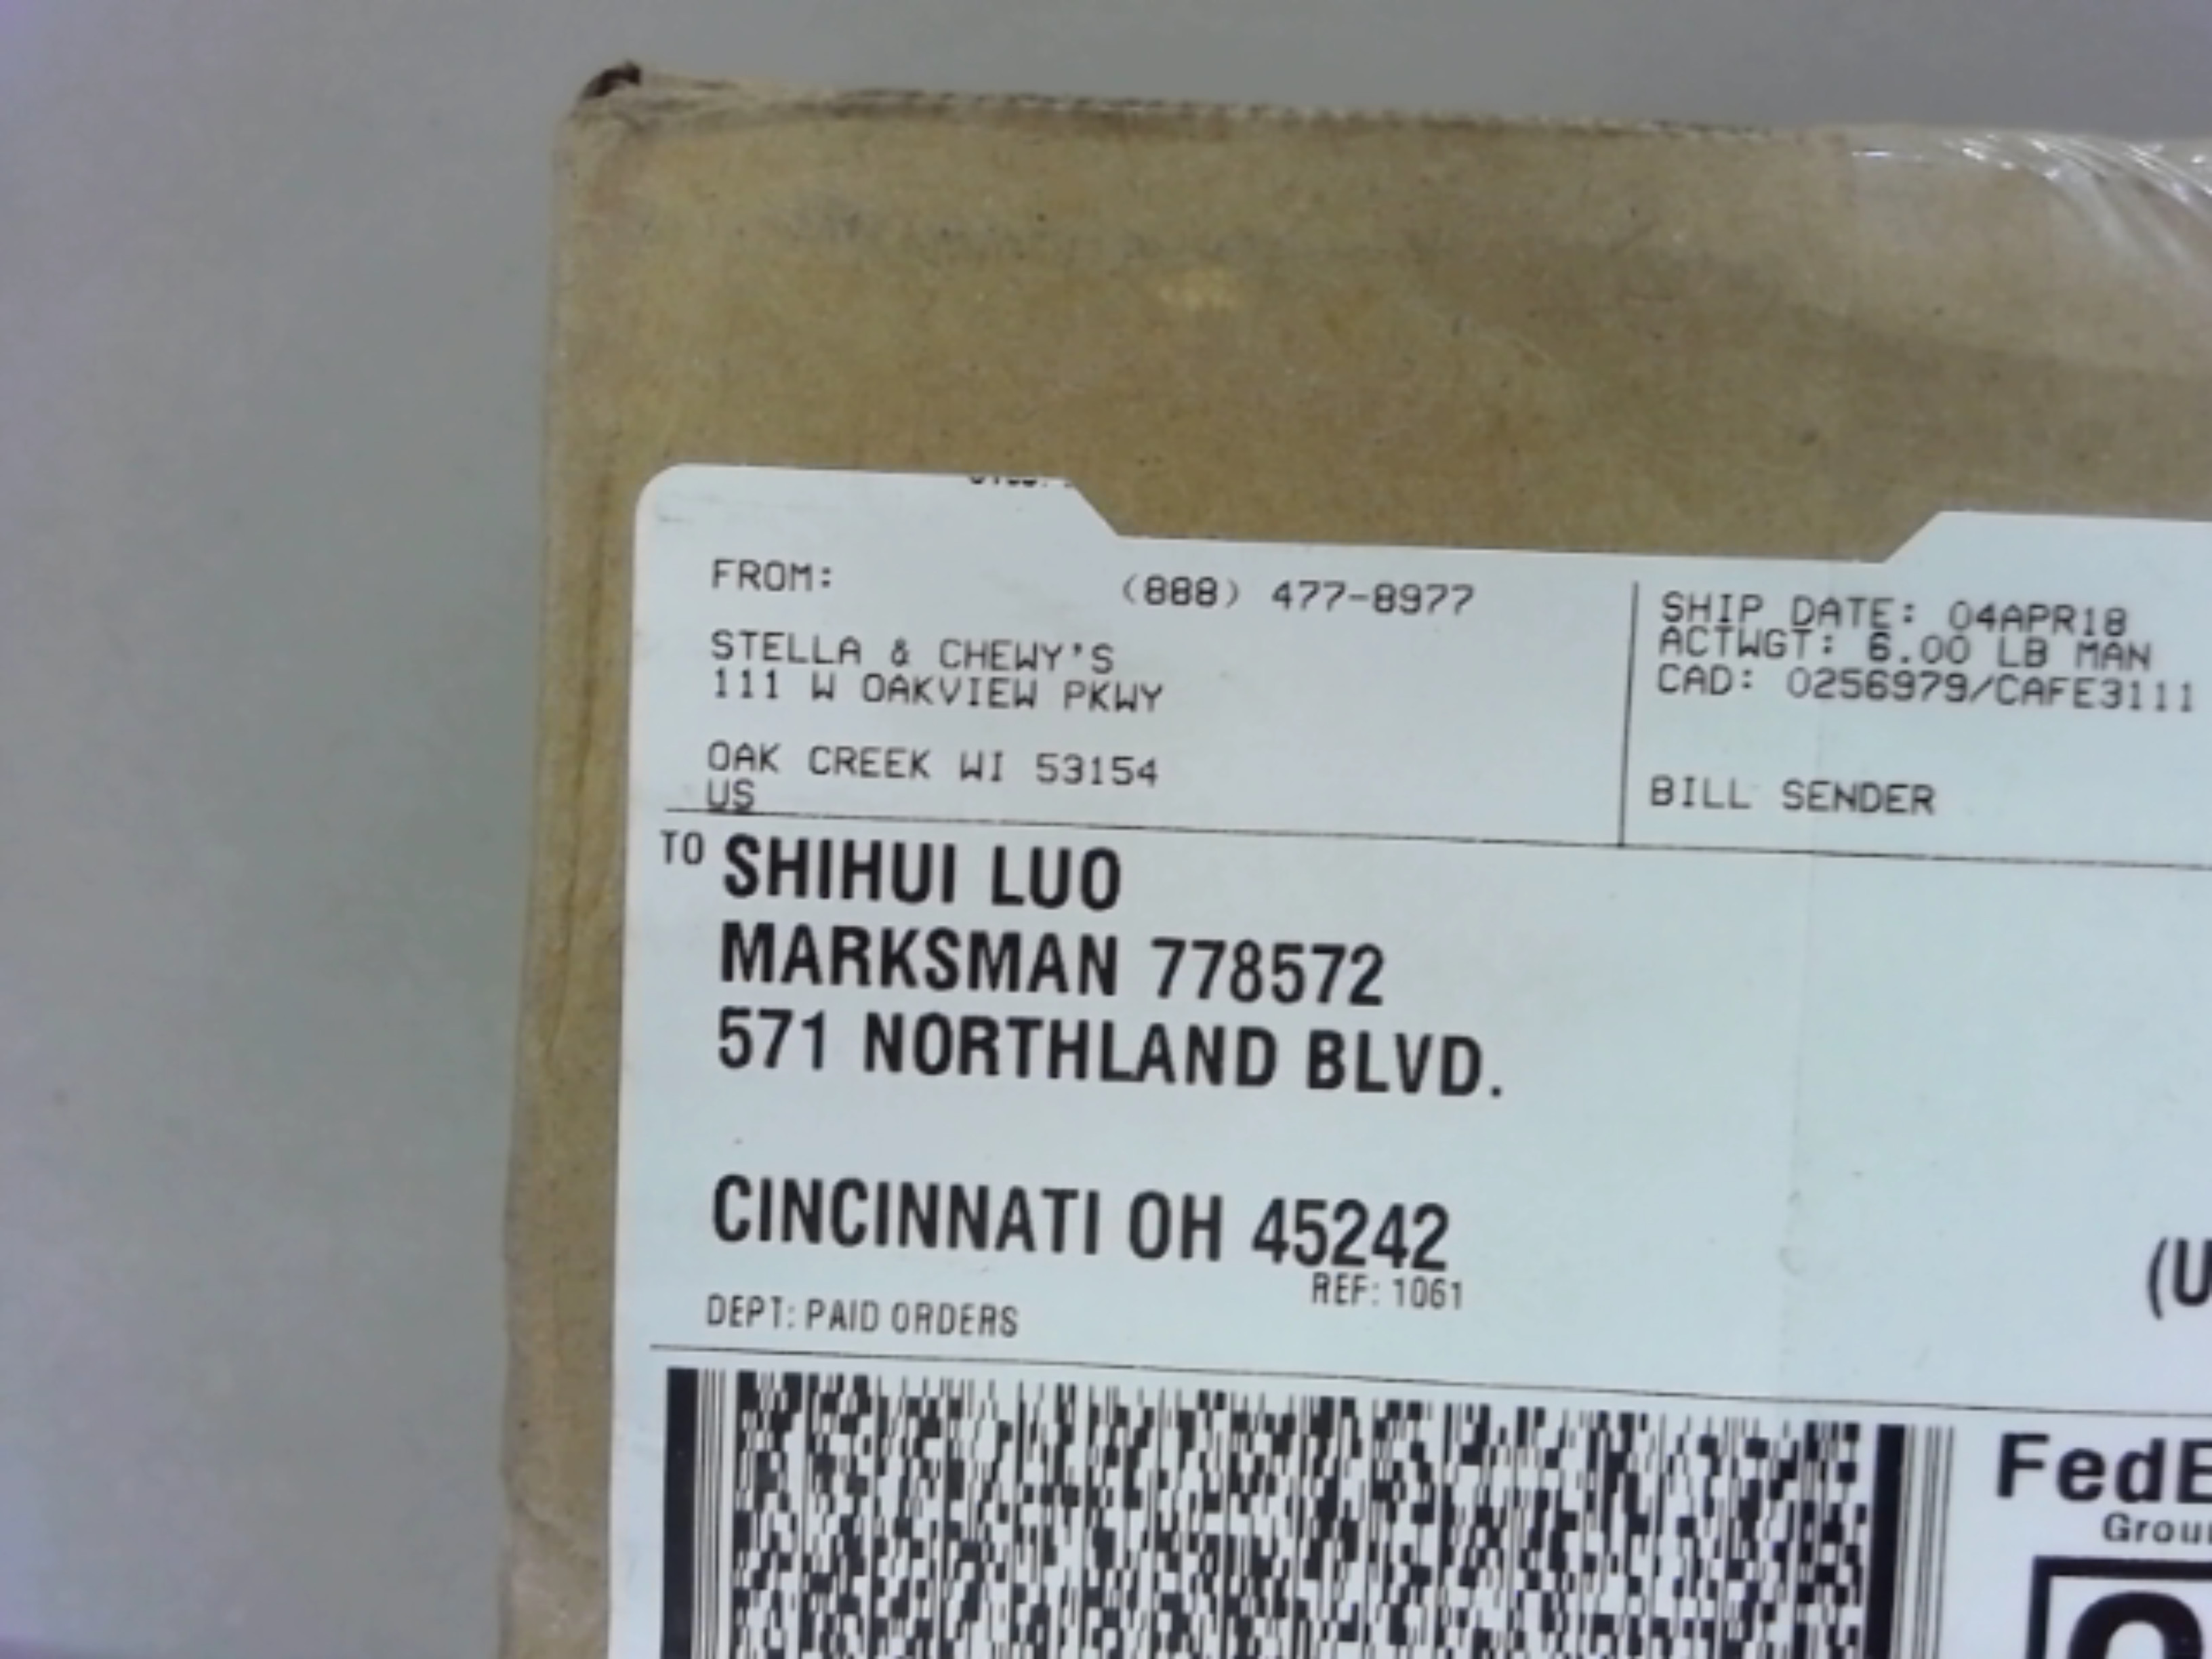 FROM: (888) 477-8977
STELLA & CHEWY'S
111 W OAKVIEW PKWY
OAK CREEK WI 53154
US
SHIP DATE: 04APR18
ACTWGT: 6.00 LB MAN
CAD: 0256979/CAFE3111
BILL SENDER
TO SHIHUI LUO
MARKSMAN 778572
571 NORTHLAND BLVD.
CINCINNATI OH 45242
REF: 1061
DEPT: PAID ORDERS
(U
FedE
Grou